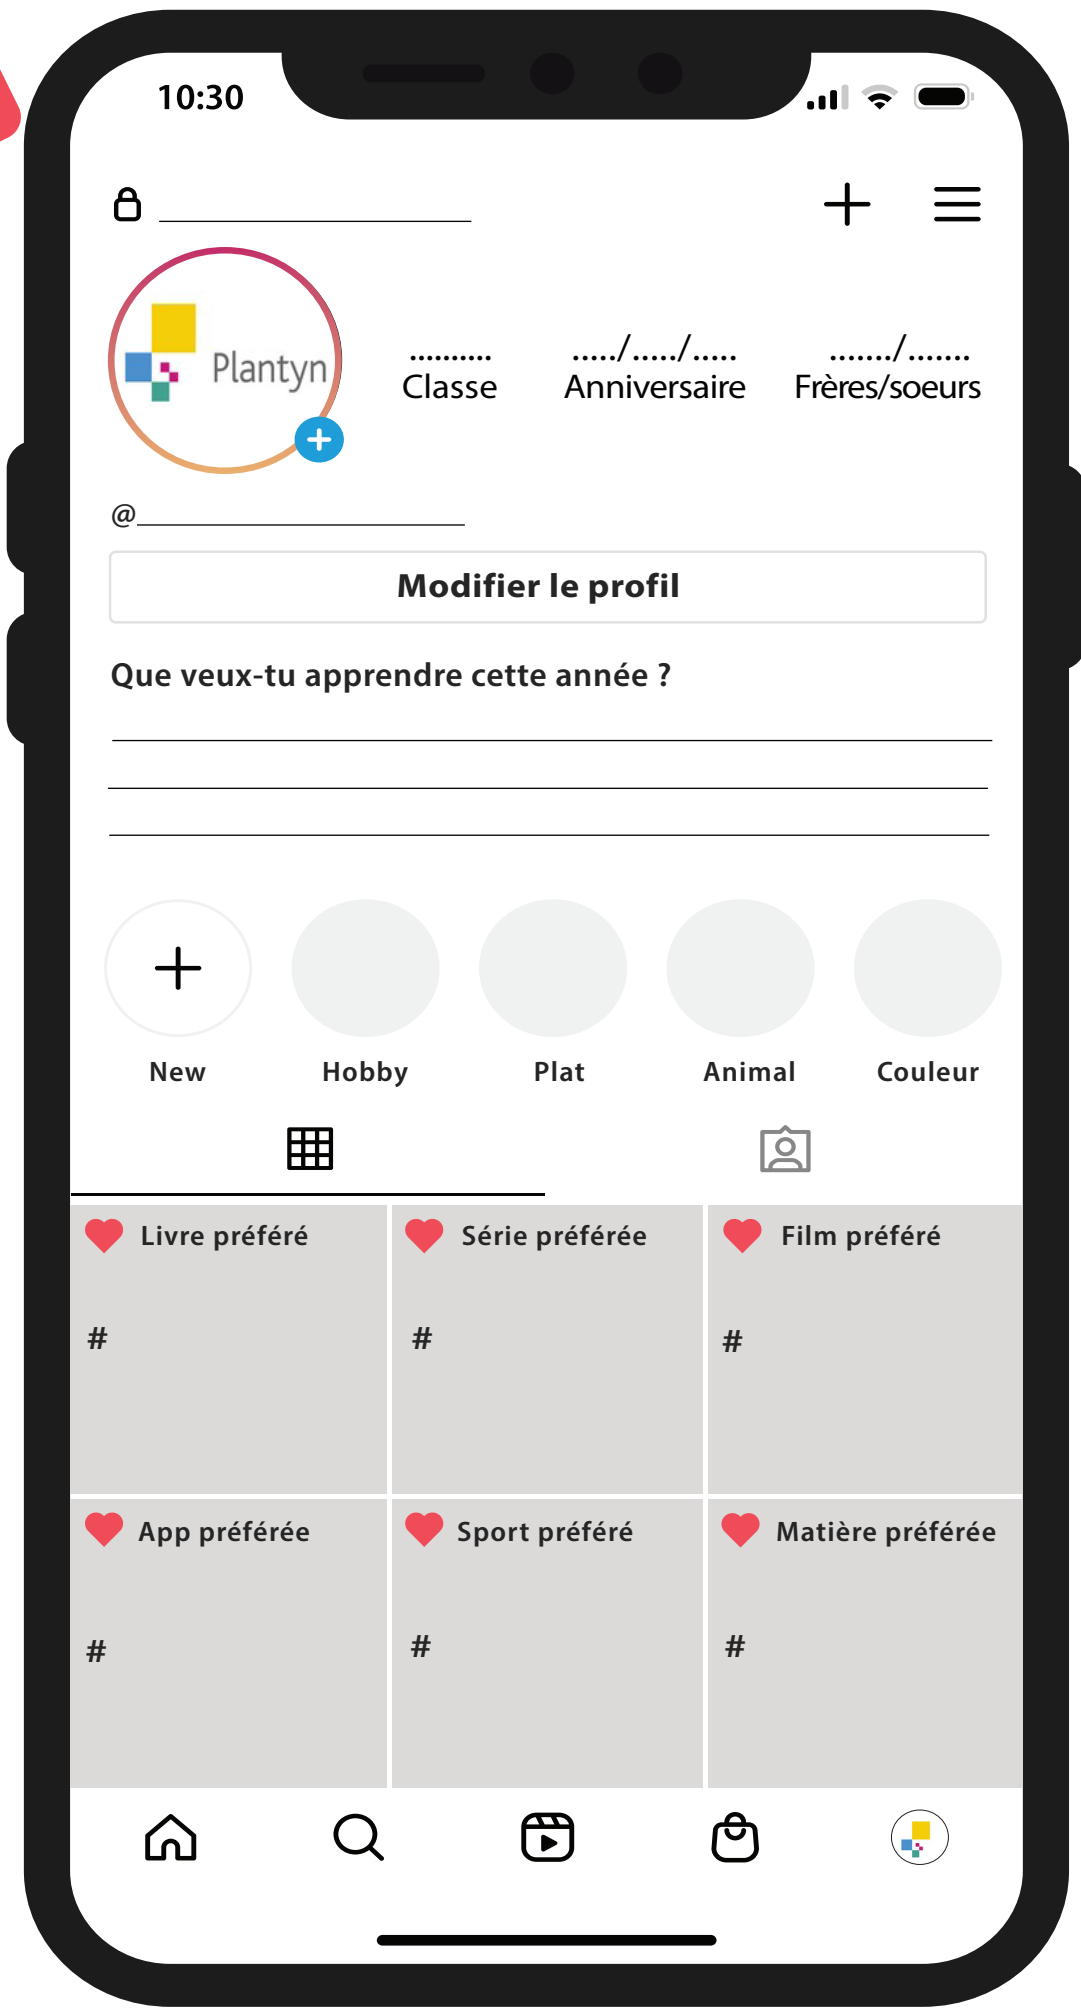 10:30
Plantyn
.......... ...../...../..... ......./.......
Classe Anniversaire Frères/soeurs
@
Modifier le profil
Que veux-tu apprendre cette année ?
New Hobby Plat Animal Couleur
Livre préféré Série préférée Film préféré
# # #
App préférée Sport préféré Matière préférée
# # #